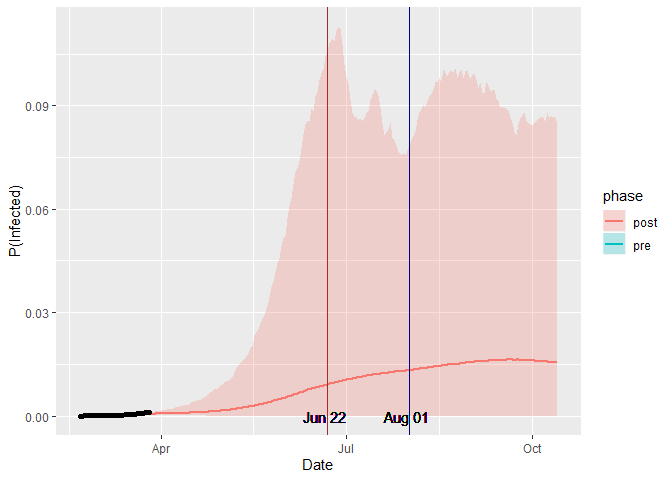 P(Infected)
0.09
0.06
0.03
0.00
Jun 22
Aug 01
Apr
Jul
Oct
Date
phase
post
pre